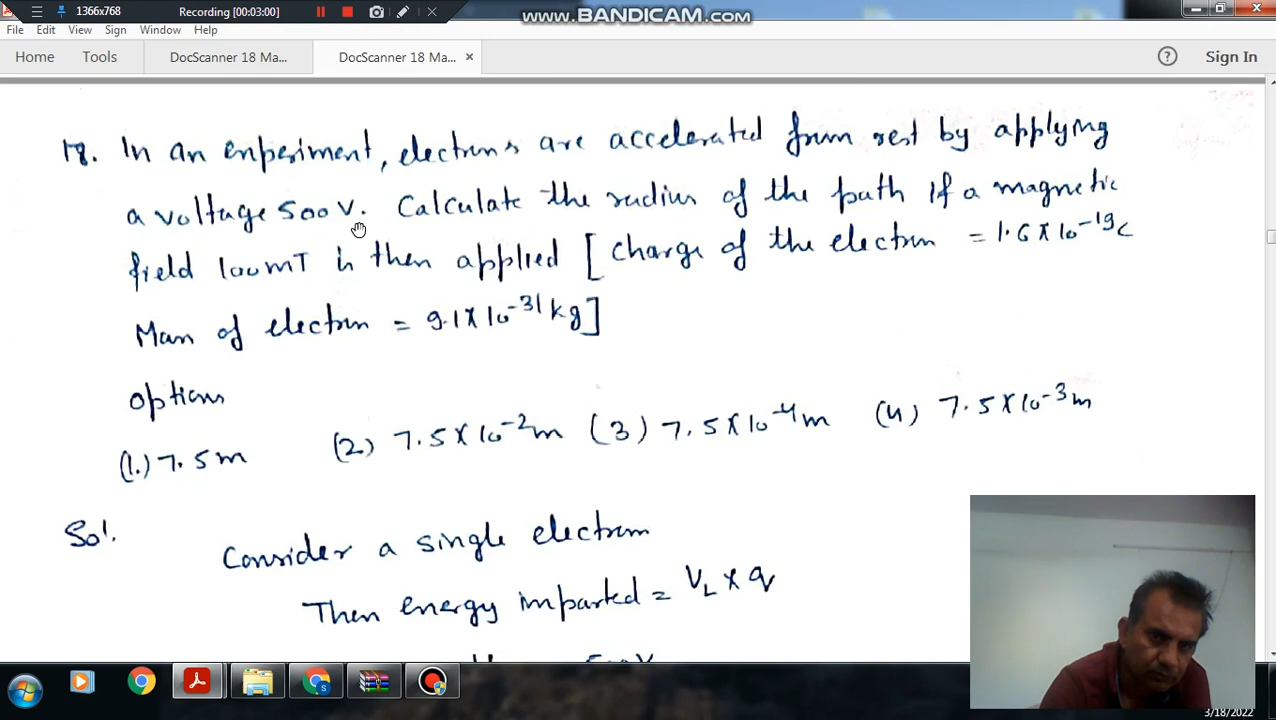 1366x768
Recording [00:03:00]
www.BANDICAM.com
File Edit View Sign Window Help
Home Tools DocScanner 18 Ma... DocScanner 18 Ma... × Sign In
18. In an enperiment, electrons are accelerated from rest by applying
a voltage 500 V. Calculate the radius of the path if a magnetic
field 100mT is then applied [charge of the electron = 1.6 X 10^-19 C
Mass of electron = 9.1 X 10^-31 kg]
options
(1.) 7.5 m (2.) 7.5 X 10^-2 m (3) 7.5 X 10^-4 m (4) 7.5 X 10^-3 m
Sol. Consider a single electron
Then energy imparted = V_L X q
3/18/2022